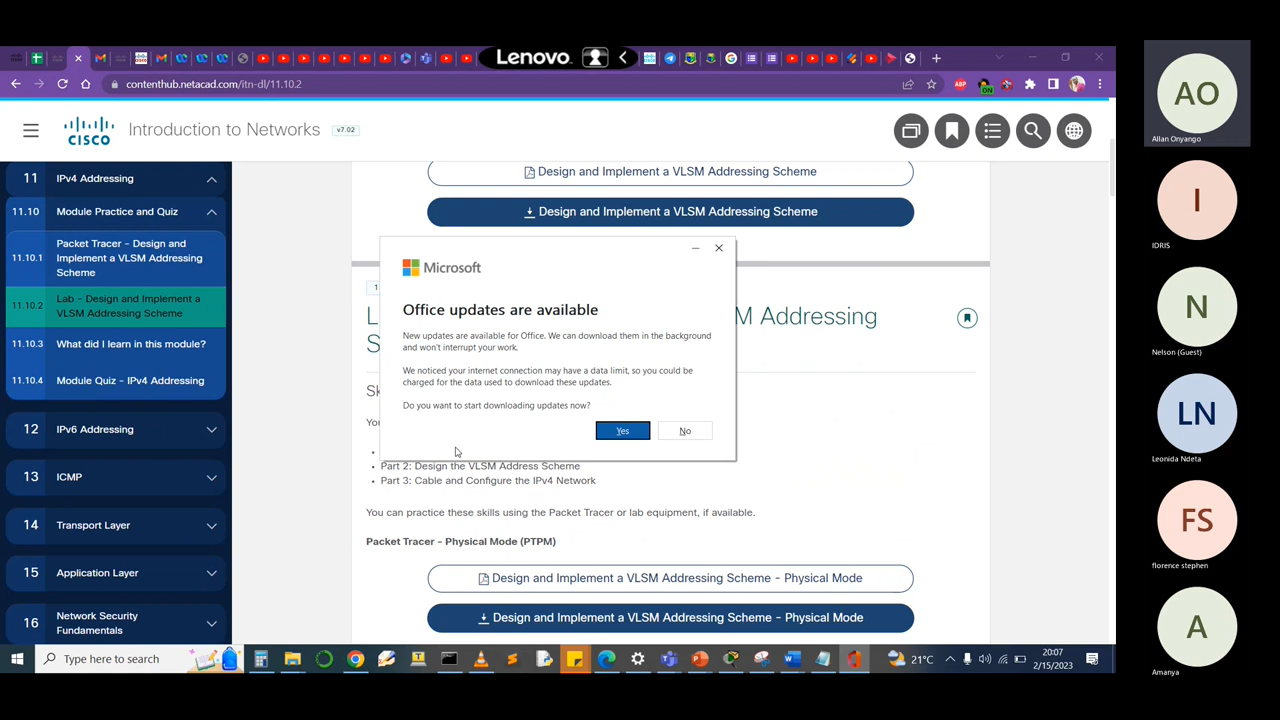 Lenovo
contenthub.netacad.com/itn-dl/11.10.2
ABP
ON
CISCO
Introduction to Networks
v7.02
11 IPv4 Addressing
11.10 Module Practice and Quiz
11.10.1
Packet Tracer - Design and
Implement a VLSM Addressing
Scheme
11.10.2
Lab - Design and Implement a
VLSM Addressing Scheme
11.10.3 What did I learn in this module?
11.10.4 Module Quiz - IPv4 Addressing
12 IPv6 Addressing
13 ICMP
14 Transport Layer
15 Application Layer
16
Network Security
Fundamentals
Design and Implement a VLSM Addressing Scheme
Design and Implement a VLSM Addressing Scheme
M Addressing
Microsoft
Office updates are available
New updates are available for Office. We can download them in the background
and won't interrupt your work.
We noticed your internet connection may have a data limit, so you could be
charged for the data used to download these updates.
Do you want to start downloading updates now?
Yes
No
Part 2: Design the VLSM Address Scheme
Part 3: Cable and Configure the IPv4 Network
You can practice these skills using the Packet Tracer or lab equipment, if available.
Packet Tracer - Physical Mode (PTPM)
Design and Implement a VLSM Addressing Scheme - Physical Mode
Design and Implement a VLSM Addressing Scheme - Physical Mode
Type here to search
21°C
20:07
2/15/2023
AO
Allan Onyango
I
IDRIS
N
Nelson (Guest)
LN
Leonida Ndeta
FS
florence stephen
A
Amanya